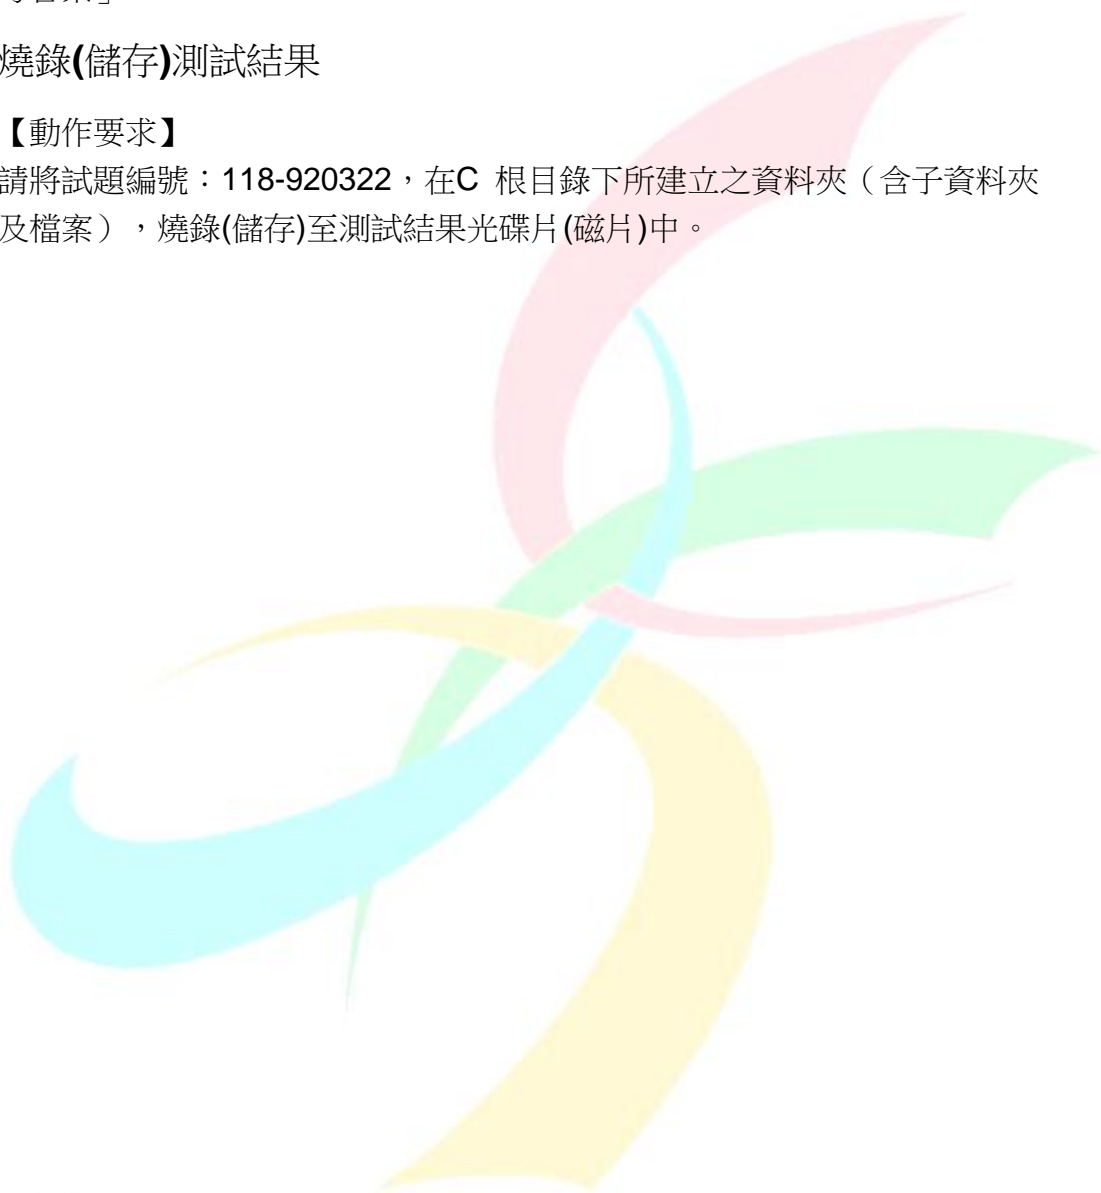 燒錄(儲存)測試結果
【動作要求】
請將試題編號：118-920322，在C 根目錄下所建立之資料夾（含子資料夾
及檔案），燒錄(儲存)至測試結果光碟片(磁片)中。